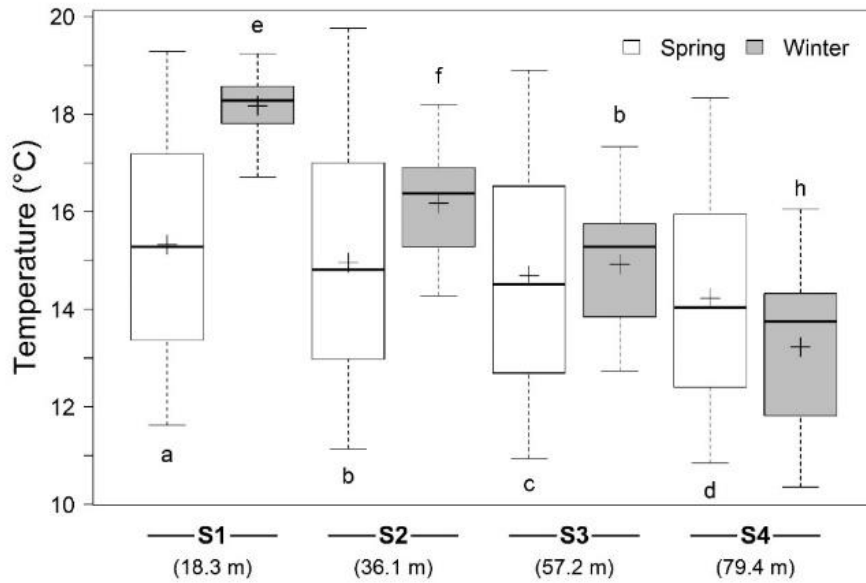 20
18
16
14
12
10
Temperature (°C)
Spring Winter
a
e
b
f
c
b
d
h
S1 S2 S3 S4
(18.3 m) (36.1 m) (57.2 m) (79.4 m)